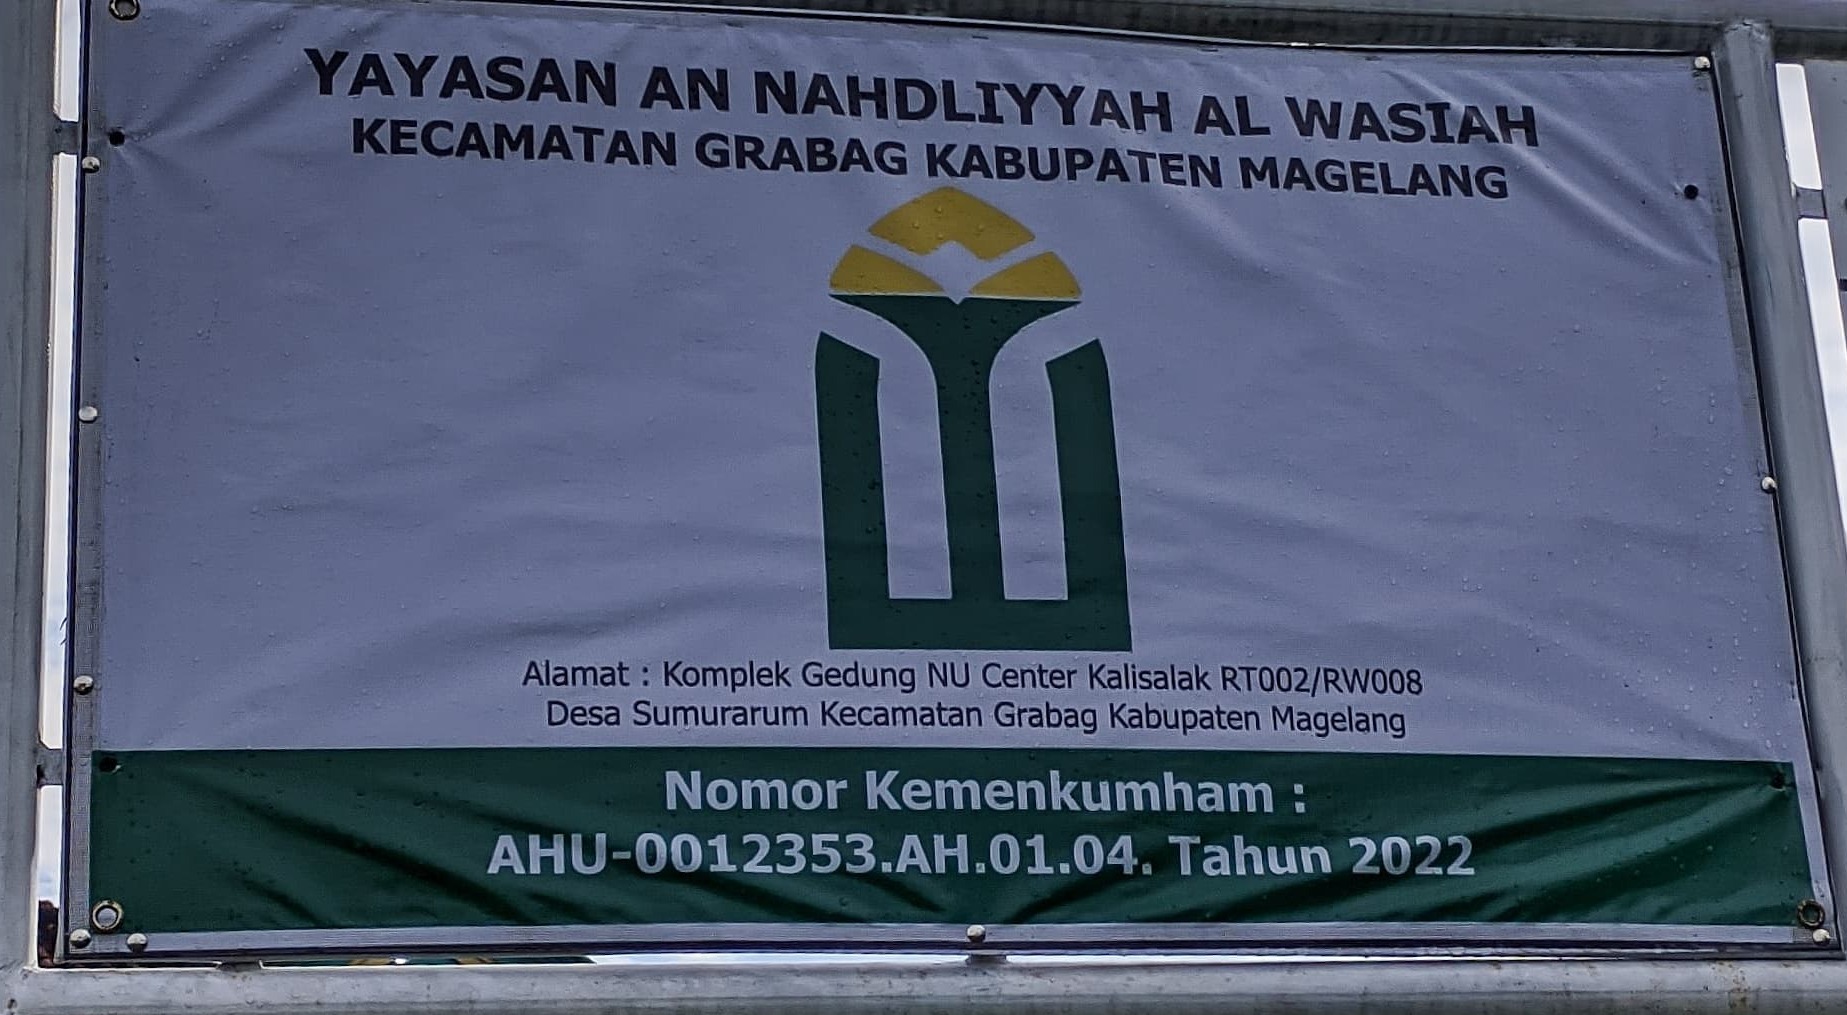 YAYASAN AN NAHDLIYYAH AL WASIAH
KECAMATAN GRABAG KABUPATEN MAGELANG
Alamat : Komplek Gedung NU Center Kalisalak RT002/RW008
Desa Sumurarum Kecamatan Grabag Kabupaten Magelang
Nomor Kemenkumham :
AHU-0012353.AH.01.04. Tahun 2022